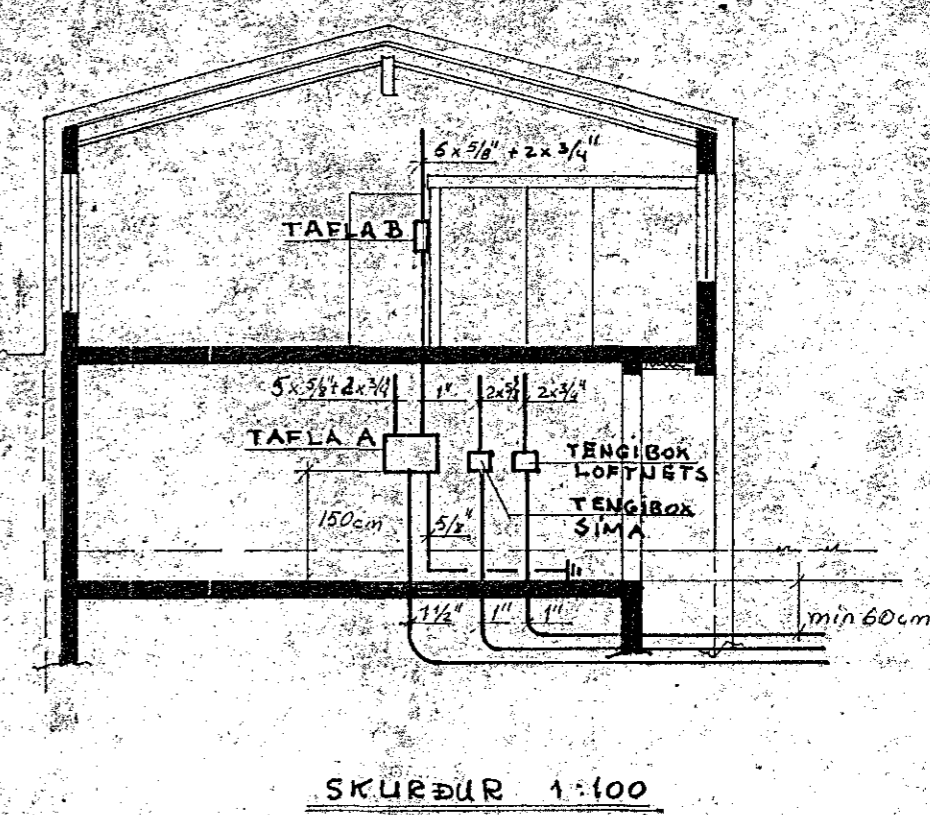 6 x 5/8" + 2 x 3/4"
TAFLA B
5 x 5/8" + 2 x 3/4"
1"
2 x 5/8"
2 x 3/4"
TAFLA A
TENGIBOX
LOFTNETS
TENGIBOX
SÍMA
150cm
5/8"
1 1/2"
1"
1"
min 60cm
SKURÐUR 1:100